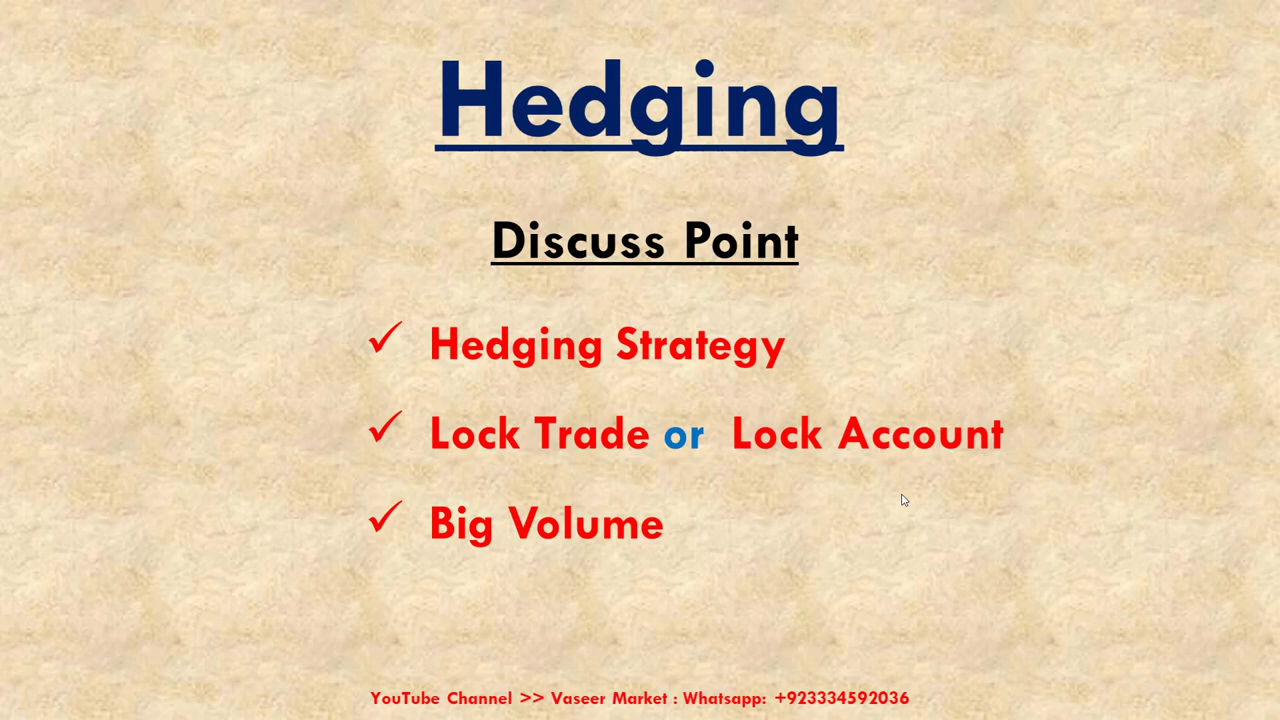 Hedging
Discuss Point
✓ Hedging Strategy
✓ Lock Trade or Lock Account
✓ Big Volume
YouTube Channel >> Vaseer Market : Whatsapp: +923334592036